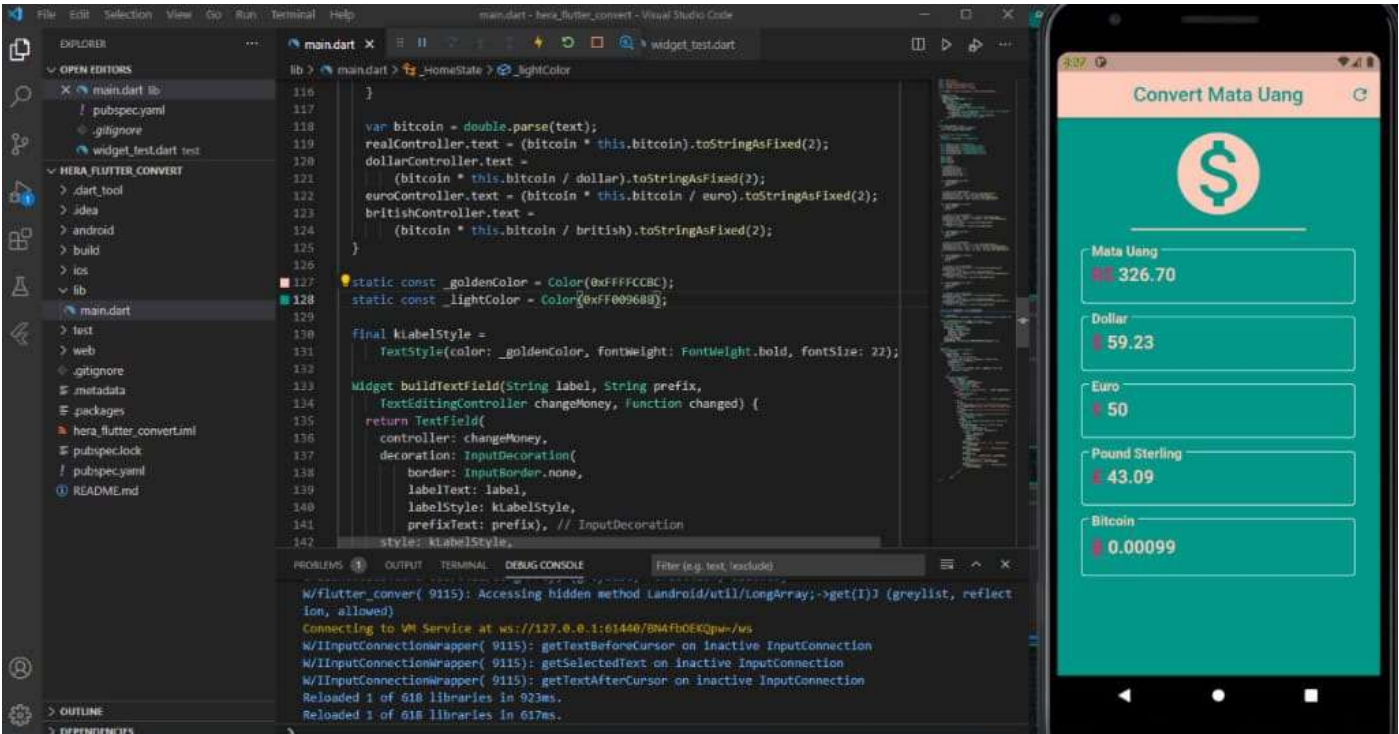 File Edit Selection View Go Run Terminal Help
main.dart - hera_flutter_convert - Visual Studio Code
EXPLORER
OPEN EDITORS
main.dart lib
pubspec.yaml
.gitignore
widget_test.dart test
HERA_FLUTTER_CONVERT
.dart_tool
.idea
android
build
ios
lib
main.dart
test
web
.gitignore
.metadata
.packages
hera_flutter_convert.iml
pubspec.lock
pubspec.yaml
README.md
OUTLINE
DEPENDENCIES
main.dart
widget_test.dart
lib > main.dart > _HomeState > _lightColor
116 }
117
118 var bitcoin = double.parse(text);
119 realController.text = (bitcoin * this.bitcoin).toStringAsFixed(2);
120 dollarController.text =
121 (bitcoin * this.bitcoin / dollar).toStringAsFixed(2);
122 euroController.text = (bitcoin * this.bitcoin / euro).toStringAsFixed(2);
123 britishController.text =
124 (bitcoin * this.bitcoin / british).toStringAsFixed(2);
125 }
126
127 static const _goldenColor = Color(0xFFFFCCBC);
128 static const _lightColor = Color(0xFF009688);
129
130 final kLabelStyle =
131 TextStyle(color: _goldenColor, fontWeight: FontWeight.bold, fontSize: 22);
132
133 Widget buildTextField(String label, String prefix,
134 TextEditingController changeMoney, Function changed) {
135 return TextField(
136 controller: changeMoney,
137 decoration: InputDecoration(
138 border: InputBorder.none,
139 labelText: label,
140 labelStyle: kLabelStyle,
141 prefixText: prefix), // InputDecoration
142 style: kLabelStyle,
PROBLEMS 1 OUTPUT TERMINAL DEBUG CONSOLE
Filter (e.g. text, !exclude)
W/flutter_conver( 9115): Accessing hidden method Landroid/util/LongArray;->get(I)J (greylist, reflect
ion, allowed)
Connecting to VM Service at ws://127.0.0.1:61440/BN4fbOEKQpw=/ws
W/IInputConnectionWrapper( 9115): getTextBeforeCursor on inactive InputConnection
W/IInputConnectionWrapper( 9115): getSelectedText on inactive InputConnection
W/IInputConnectionWrapper( 9115): getTextAfterCursor on inactive InputConnection
Reloaded 1 of 618 libraries in 923ms.
Reloaded 1 of 618 libraries in 617ms.
Convert Mata Uang
$
Mata Uang
R$ 326.70
Dollar
59.23
Euro
50
Pound Sterling
£ 43.09
Bitcoin
0.00099